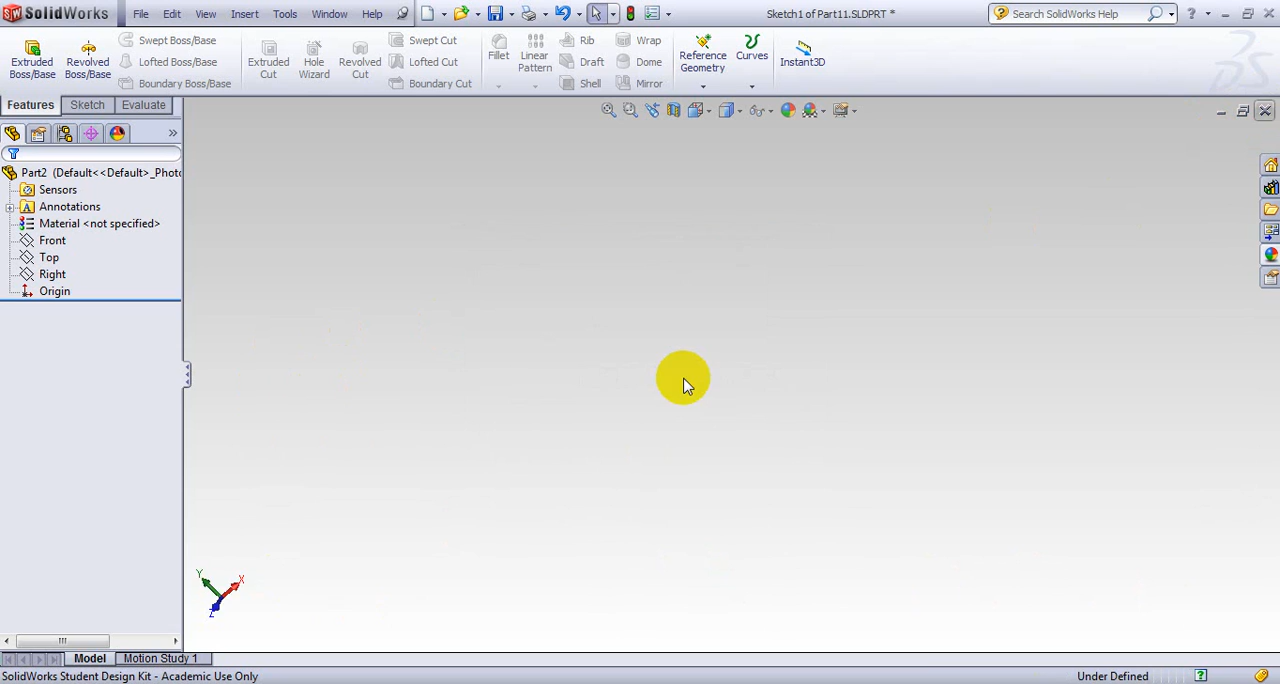 SW SolidWorks File Edit View Insert Tools Window Help Sketch1 of Part11.SLDPRT * Search SolidWorks Help
Extruded Boss/Base
Revolved Boss/Base
Swept Boss/Base
Lofted Boss/Base
Boundary Boss/Base
Extruded Cut
Hole Wizard
Revolved Cut
Swept Cut
Lofted Cut
Boundary Cut
Fillet
Linear Pattern
Rib
Draft
Shell
Wrap
Dome
Mirror
Reference Geometry
Curves
Instant3D
Features Sketch Evaluate
Part2 (Default<<Default>_Photo
Sensors
A Annotations
Material <not specified>
Front
Top
Right
Origin
Y X
Z
Model Motion Study 1
SolidWorks Student Design Kit - Academic Use Only Under Defined